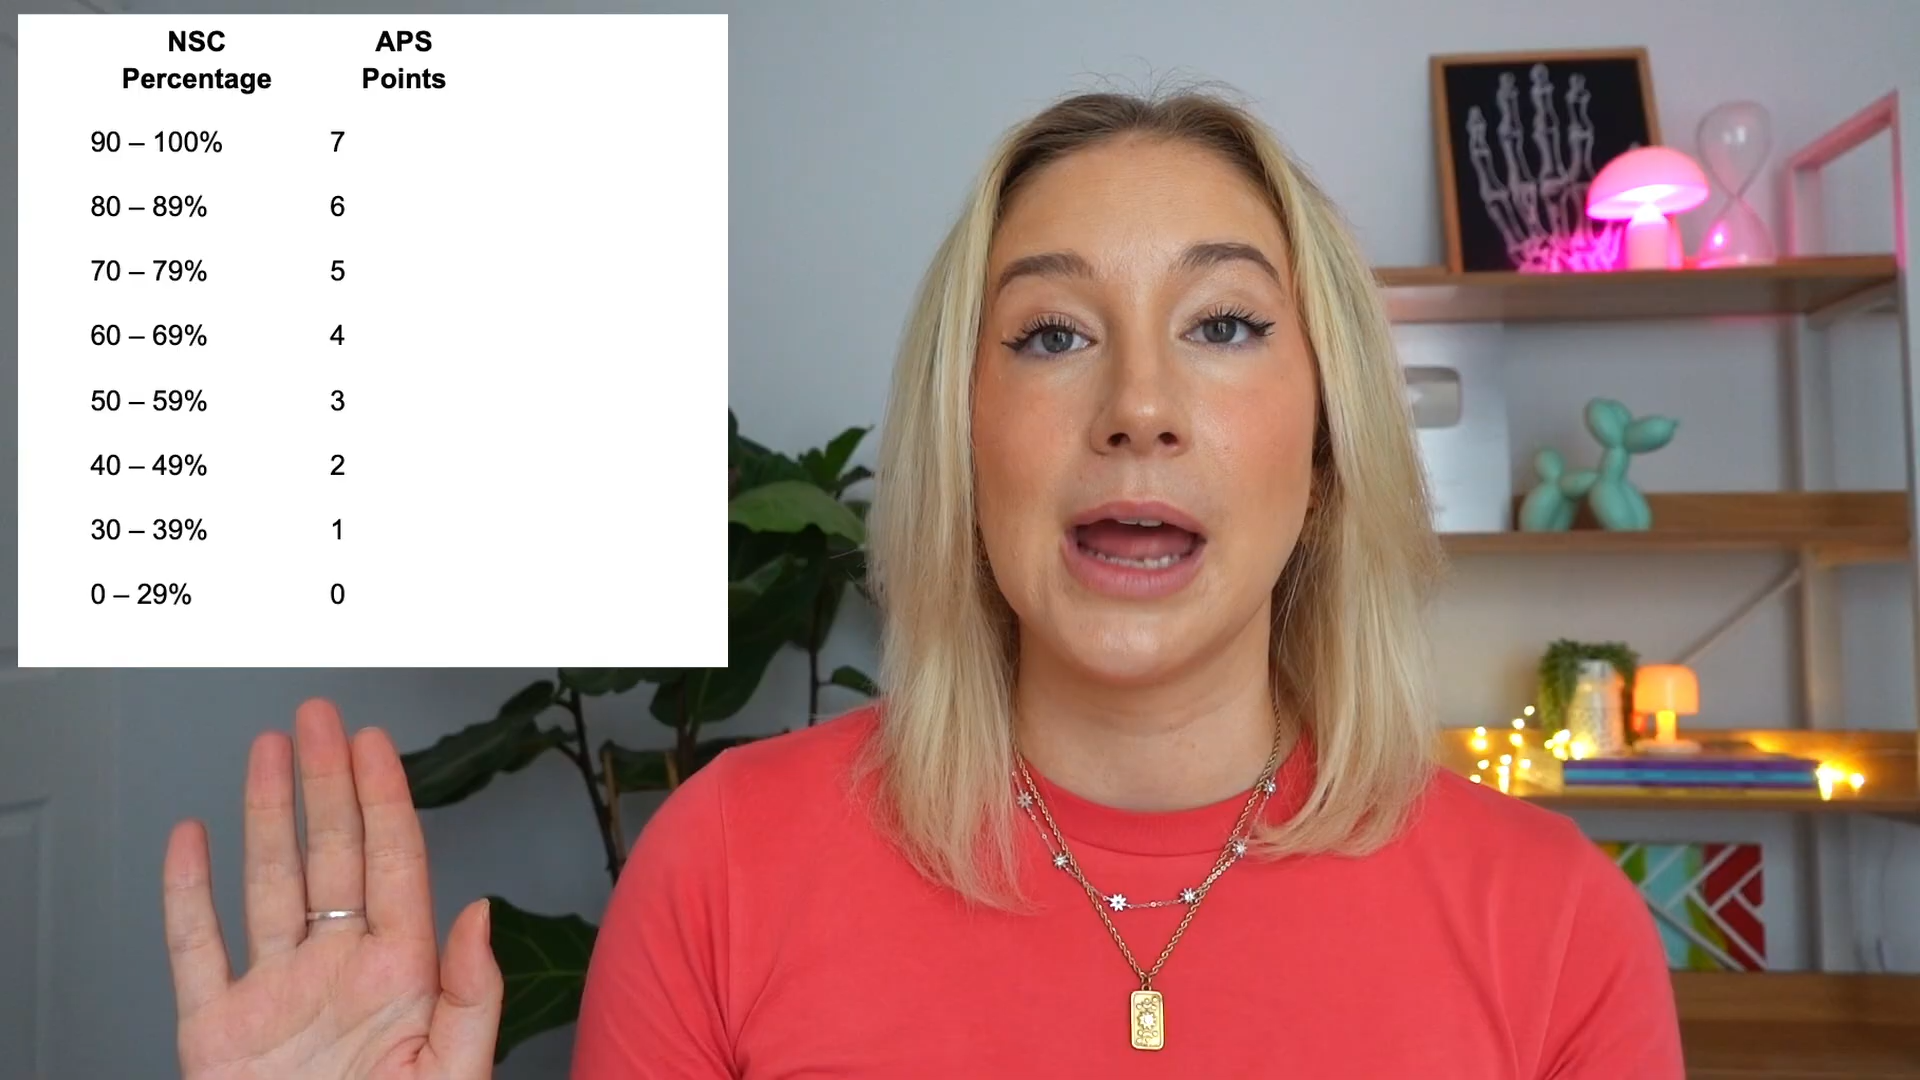 NSC APS
Percentage Points
90 – 100% 7
80 – 89% 6
70 – 79% 5
60 – 69% 4
50 – 59% 3
40 – 49% 2
30 – 39% 1
0 – 29% 0